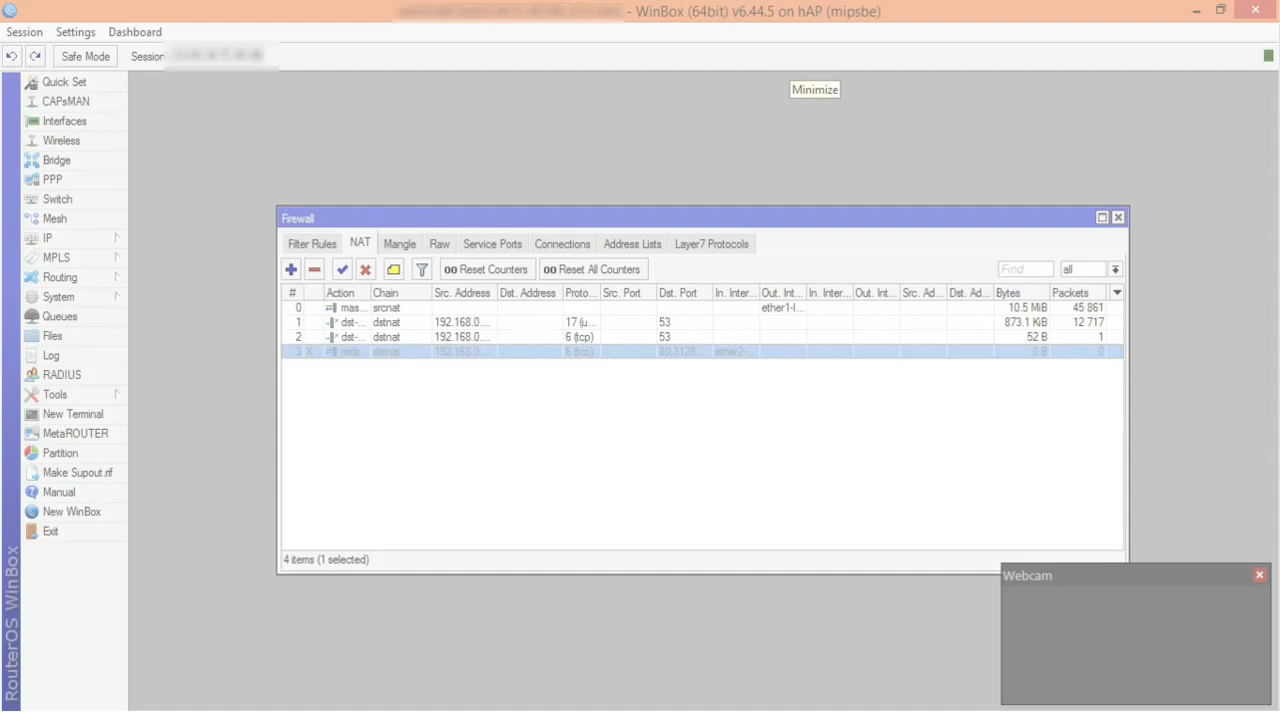 - WinBox (64bit) v6.44.5 on hAP (mipsbe)
Session Settings Dashboard
Safe Mode Session
Minimize
Quick Set
CAPsMAN
Interfaces
Wireless
Bridge
PPP
Switch
Mesh
IP
MPLS
Routing
System
Queues
Files
Log
RADIUS
Tools
New Terminal
MetaROUTER
Partition
Make Supout.rif
Manual
New WinBox
Exit
RouterOS WinBox
Firewall
Filter Rules NAT Mangle Raw Service Ports Connections Address Lists Layer7 Protocols
00 Reset Counters 00 Reset All Counters Find all
# Action Chain Src. Address Dst. Address Proto... Src. Port Dst. Port In. Inter... Out. Int... In. Inter... Out. Int... Src. Ad... Dst. Ad... Bytes Packets
0 mas... srcnat ether1-I... 10.5 MiB 45 861
1 dst-... dstnat 192.168.0.... 17 (u... 53 873.1 KiB 12 717
2 dst-... dstnat 192.168.0.... 6 (tcp) 53 52 B 1
3 X redir... dstnat 192.168.0.... 6 (tcp) 80,3128... ether2-... 0 B 0
4 items (1 selected)
Webcam